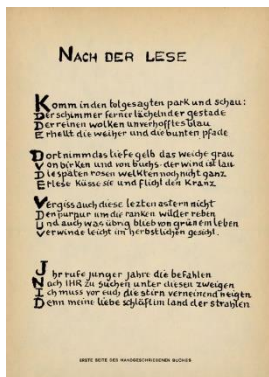 NACH DER LESE
Komm in den totgesagten park und schau:
Der schimmer ferner lächelnder gestade
Der reinen wolken unverhofftes blau
Erhellt die weiher und die bunten pfade
Dort nimm das tiefe gelb das weiche grau
Von birken und von buchs · der wind ist lau
Die späten rosen welkten noch nicht ganz
Erlese küsse sie und flicht den kranz
Vergiss auch diese lezten astern nicht
Den purpur um die ranken wilder reben
Und auch was übrig blieb von grünem leben
Verwinde leicht im herbstlichen gesicht.
Ihr rufe junger jahre die befahlen
Nach IHR zu suchen unter diesen zweigen
Ich muss vor euch die stirn verneinend neigen
Denn meine liebe schläft im land der strahlen
ERSTE SEITE DES HANDGESCHRIEBENEN BUCHES